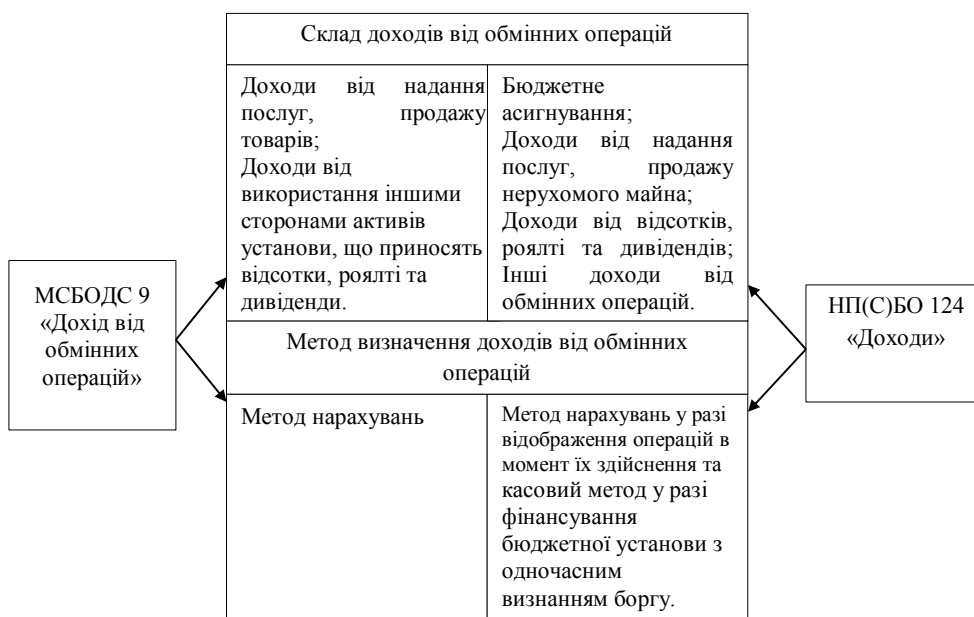 Склад доходів від обмінних операцій
Доходи від надання
послуг, продажу
товарів;
Доходи від
використання іншими
сторонами активів
установи, що приносять
відсотки, роялті та
дивіденди.
Бюджетне
асигнування;
Доходи від надання
послуг, продажу
нерухомого майна;
Доходи від відсотків,
роялті та дивідендів;
Інші доходи від
обмінних операцій.
МСБОДС 9
«Дохід від
обмінних
операцій»
НП(С)БО 124
«Доходи»
Метод визначення доходів від обмінних
операцій
Метод нарахувань
Метод нарахувань у разі
відображення операцій в
момент їх здійснення та
касовий метод у разі
фінансування
бюджетної установи з
одночасним
визнанням боргу.